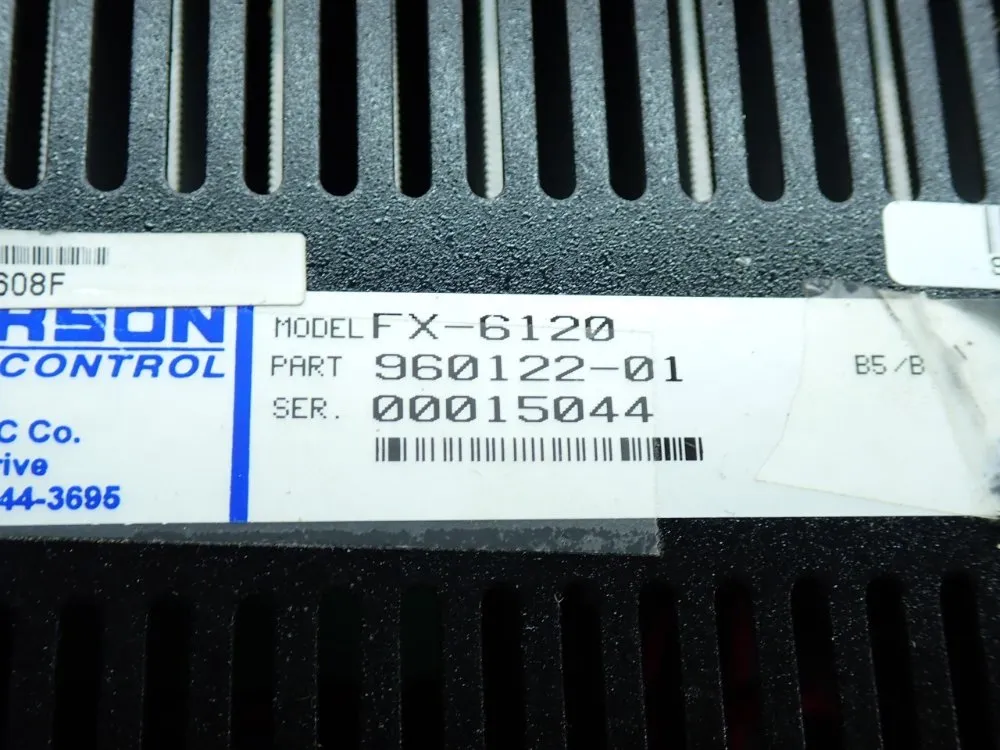 608F
S
RSON
CONTROL
C Co.
rive
44-3695
MODEL FX-6120
PART 960122-01
SER. 00015044
B5/B